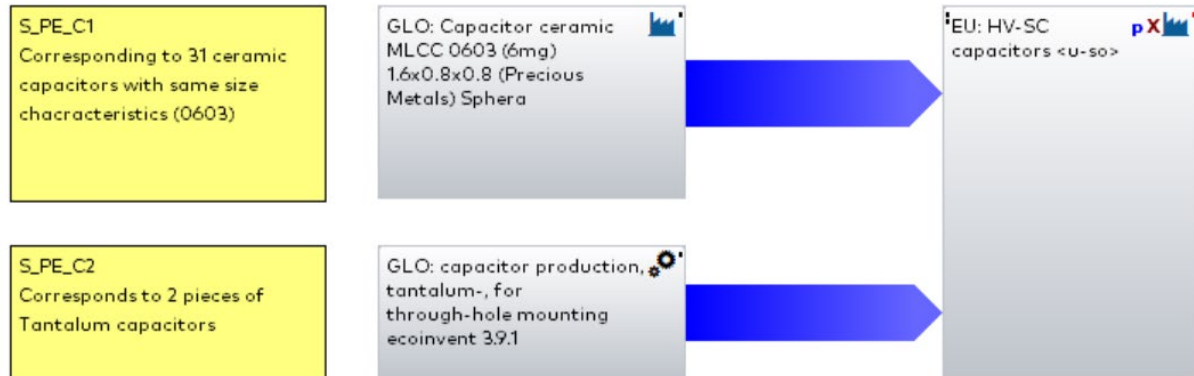 S_PE_C1
Corresponding to 31 ceramic
capacitors with same size
chacracteristics (0603)
GLO: Capacitor ceramic
MLCC 0603 (6mg)
1.6x0.8x0.8 (Precious
Metals) Sphera
EU: HV-SC
capacitors <u-so>
pX
S_PE_C2
Corresponds to 2 pieces of
Tantalum capacitors
GLO: capacitor production,
tantalum-, for
through-hole mounting
ecoinvent 3.9.1